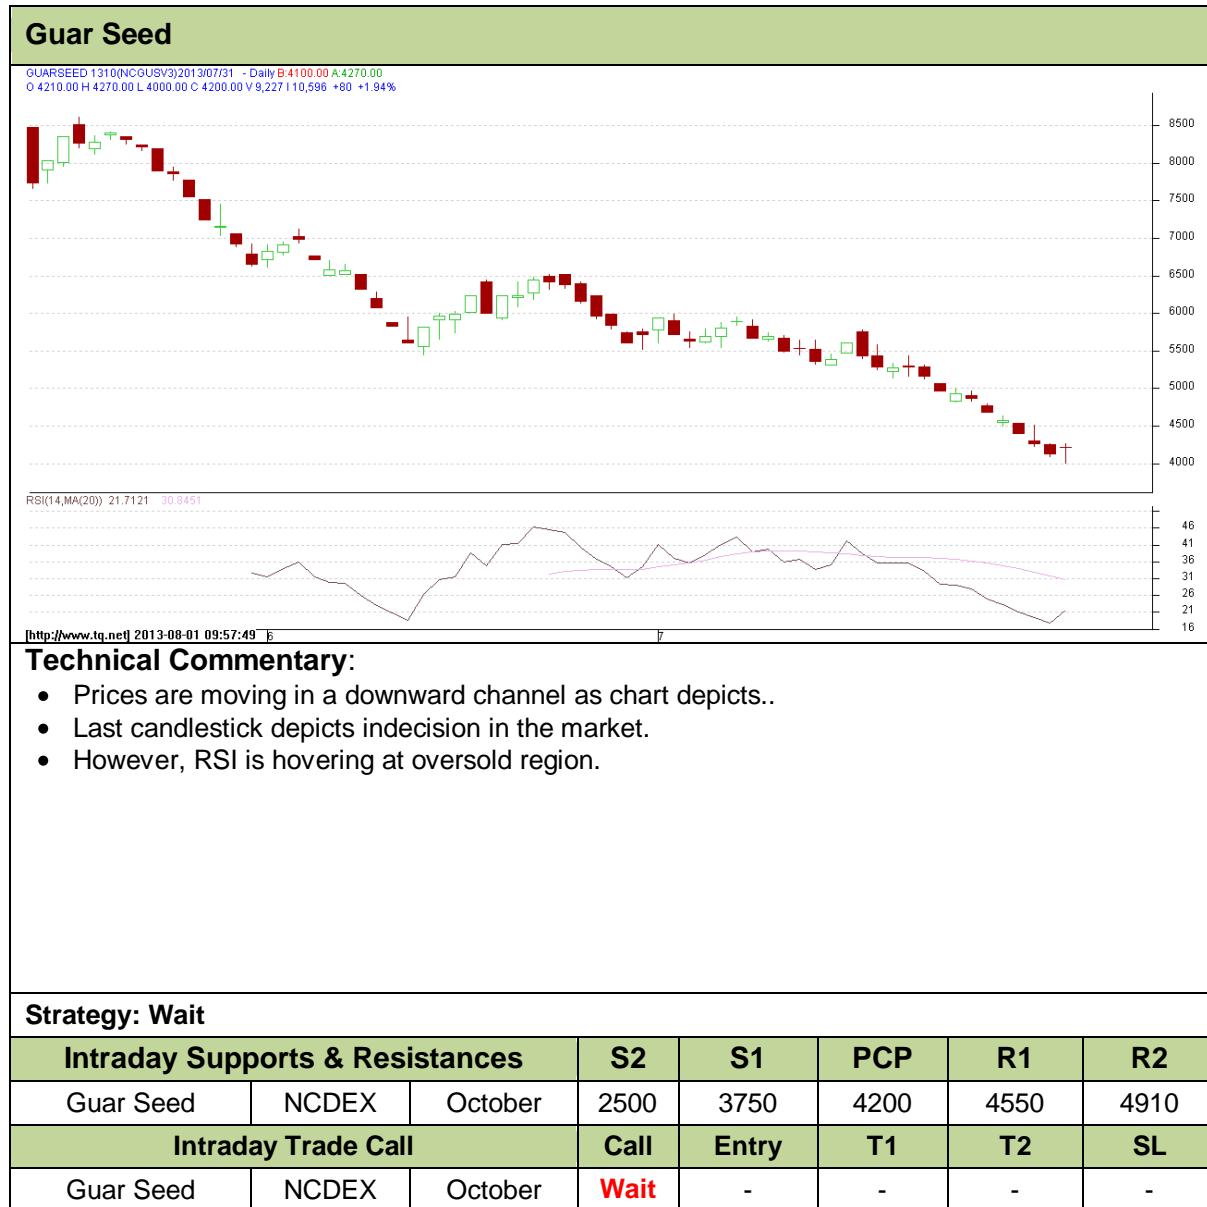 Guar Seed
GUARSEED 1310(NCGUSV3)2013/07/31 - Daily B:4100.00 A:4270.00
O 4210.00 H 4270.00 L 4000.00 C 4200.00 V 9,227 I 10,596 +80 +1.94%
8500
8000
7500
7000
6500
6000
5500
5000
4500
4000
RSI(14,MA(20)) 21.7121 30.8451
46
41
36
31
26
21
16
[http://www.tq.net] 2013-08-01 09:57:49 6 7
Technical Commentary:
• Prices are moving in a downward channel as chart depicts..
• Last candlestick depicts indecision in the market.
• However, RSI is hovering at oversold region.
Strategy: Wait
Intraday Supports & Resistances S2 S1 PCP R1 R2
Guar Seed NCDEX October 2500 3750 4200 4550 4910
Intraday Trade Call Call Entry T1 T2 SL
Guar Seed NCDEX October Wait - - - -